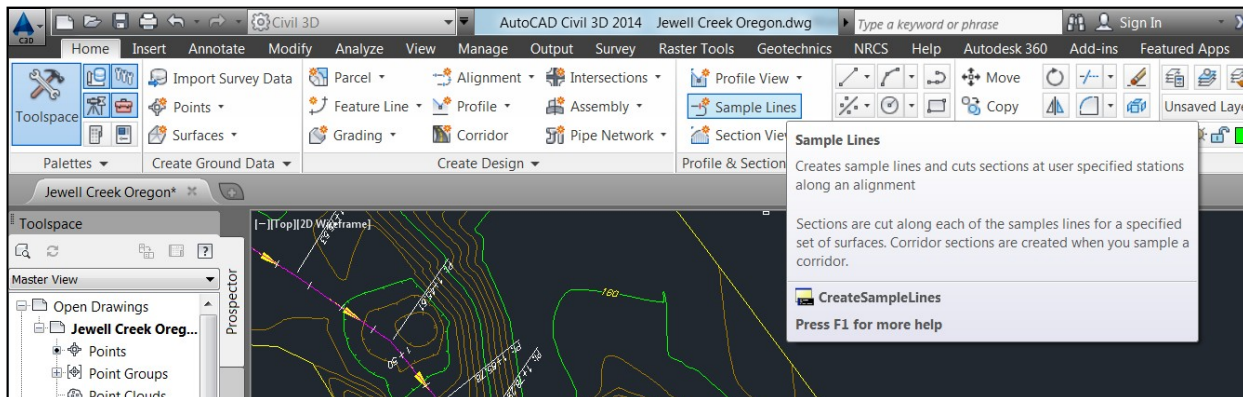 C3D
Civil 3D
AutoCAD Civil 3D 2014 Jewell Creek Oregon.dwg
Type a keyword or phrase
Sign In
Home Insert Annotate Modify Analyze View Manage Output Survey Raster Tools Geotechnics NRCS Help Autodesk 360 Add-ins Featured Apps
Toolspace
Import Survey Data
Points
Surfaces
Parcel
Feature Line
Grading
Alignment
Profile
Corridor
Intersections
Assembly
Pipe Network
Profile View
Sample Lines
Section View
Move
Copy
Unsaved Laye
Palettes
Create Ground Data
Create Design
Profile & Section
Jewell Creek Oregon*
Sample Lines
Creates sample lines and cuts sections at user specified stations
along an alignment
Sections are cut along each of the samples lines for a specified
set of surfaces. Corridor sections are created when you sample a
corridor.
CreateSampleLines
Press F1 for more help
Toolspace
Master View
Open Drawings
Jewell Creek Oreg...
Points
Point Groups
Point Clouds
Prospector
[−][Top][2D Wireframe]
160